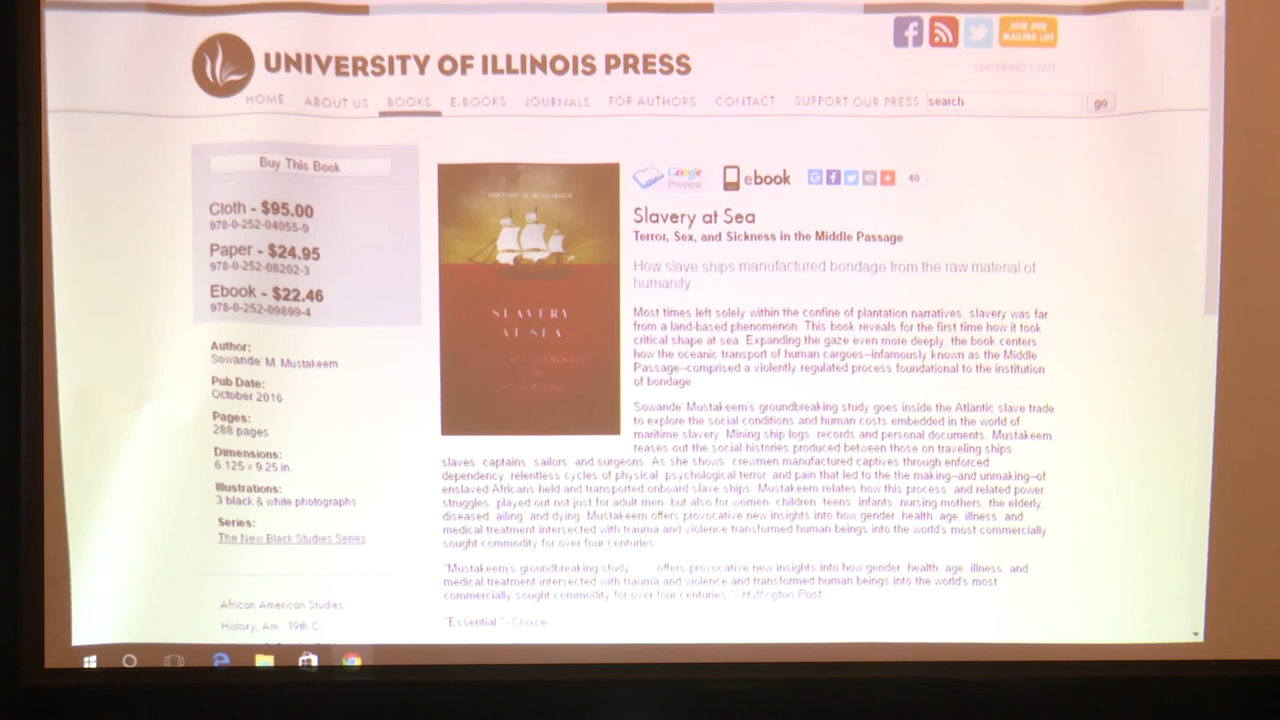 UNIVERSITY OF ILLINOIS PRESS
JOIN OUR
MAILING LIST
SHOPPING CART
HOME ABOUT US BOOKS E-BOOKS JOURNALS FOR AUTHORS CONTACT SUPPORT OUR PRESS search go
Buy This Book
Cloth - $95.00
978-0-252-04055-9
Paper - $24.95
978-0-252-08202-3
Ebook - $22.46
978-0-252-09899-4
Author:
Sowande' M. Mustakeem
Pub Date:
October 2016
Pages:
288 pages
Dimensions:
6.125 x 9.25 in.
Illustrations:
3 black & white photographs
Series:
The New Black Studies Series
African American Studies
History, Am.: 19th C
SLAVERY
AT SEA
Google
Preview
ebook
40
Slavery at Sea
Terror, Sex, and Sickness in the Middle Passage
How slave ships manufactured bondage from the raw material of
humanity
Most times left solely within the confine of plantation narratives, slavery was far
from a land-based phenomenon. This book reveals for the first time how it took
critical shape at sea. Expanding the gaze even more deeply, the book centers
how the oceanic transport of human cargoes--infamously known as the Middle
Passage--comprised a violently regulated process foundational to the institution
of bondage.
Sowande' Mustakeem's groundbreaking study goes inside the Atlantic slave trade
to explore the social conditions and human costs embedded in the world of
maritime slavery. Mining ship logs, records and personal documents, Mustakeem
teases out the social histories produced between those on traveling ships:
slaves, captains, sailors, and surgeons. As she shows, crewmen manufactured captives through enforced
dependency, relentless cycles of physical, psychological terror, and pain that led to the the making--and unmaking--of
enslaved Africans held and transported onboard slave ships. Mustakeem relates how this process, and related power
struggles, played out not just for adult men, but also for women, children, teens, infants, nursing mothers, the elderly,
diseased, ailing, and dying. Mustakeem offers provocative new insights into how gender, health, age, illness, and
medical treatment intersected with trauma and violence transformed human beings into the world's most commercially
sought commodity for over four centuries.
"Mustakeem's groundbreaking study offers provocative new insights into how gender, health, age, illness, and
medical treatment intersected with trauma and violence and transformed human beings into the world's most
commercially sought commodity for over four centuries."--Huffington Post
"Essential."--Choice